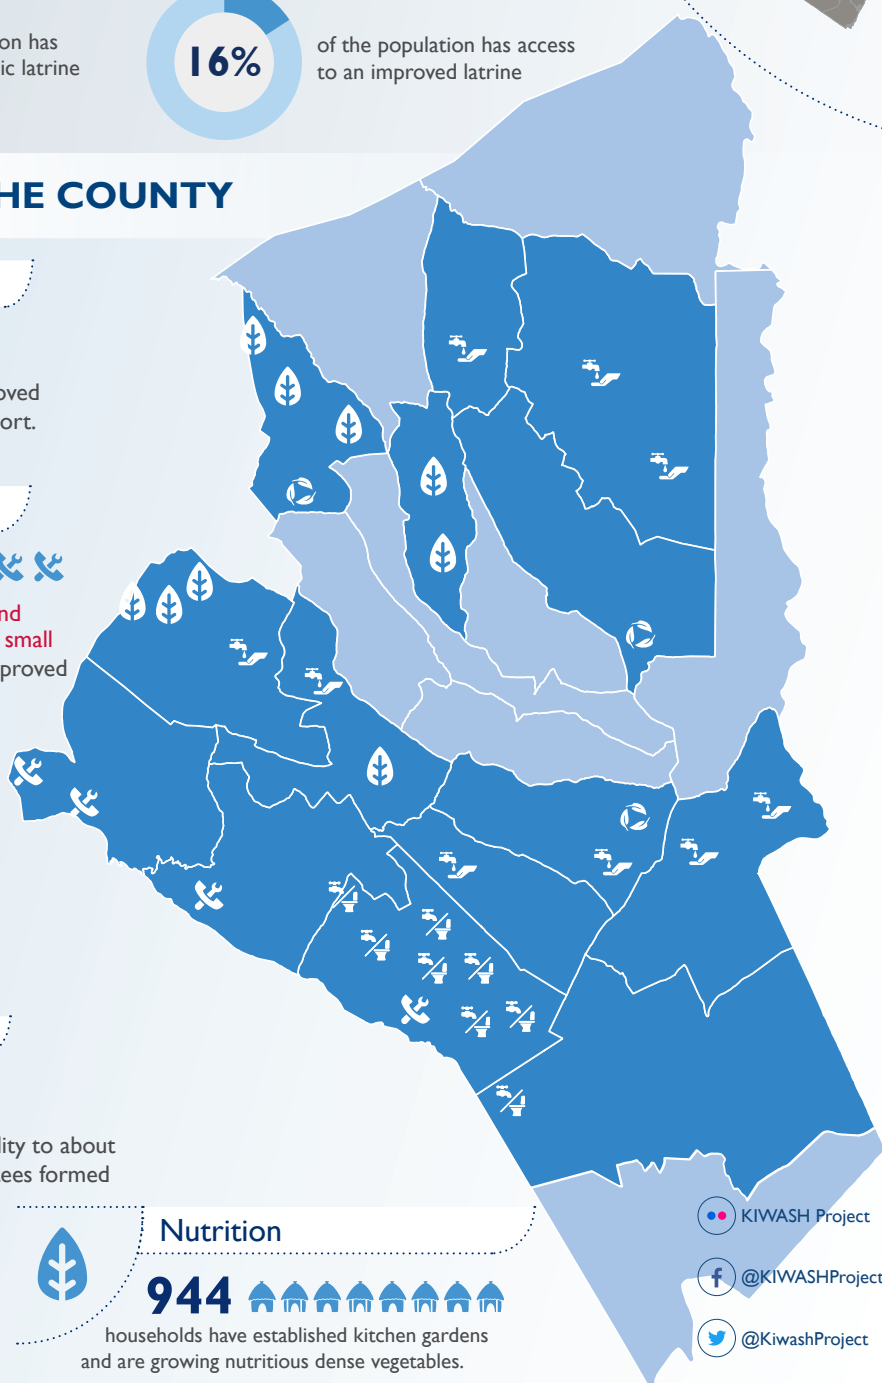 on has
ic latrine
16%
of the population has access
to an improved latrine
HE COUNTY
oved
ort.
nd
small
proved
lity to about
ees formed
Nutrition
944
households have established kitchen gardens
and are growing nutritious dense vegetables.
KIWASH Project
@KIWASHProject
@KiwashProject